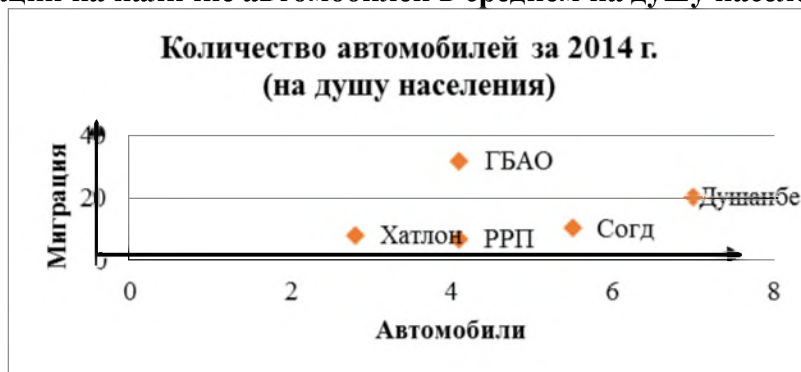 Количество автомобилей за 2014 г.
(на душу населения)
Миграция
40
20
0
ГБАО
Душанбе
Хатлон
РРП
Согд
0 2 4 6 8
Автомобили